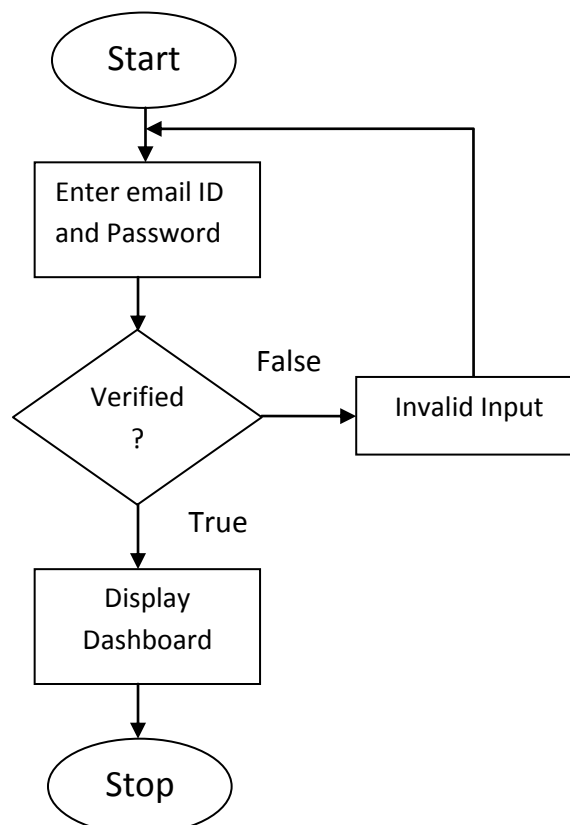 Start
Enter email ID
and Password
False
Verified
?
Invalid Input
True
Display
Dashboard
Stop